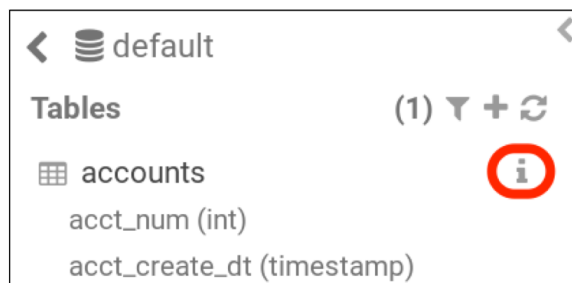 default
Tables (1)
accounts i
acct_num (int)
acct_create_dt (timestamp)